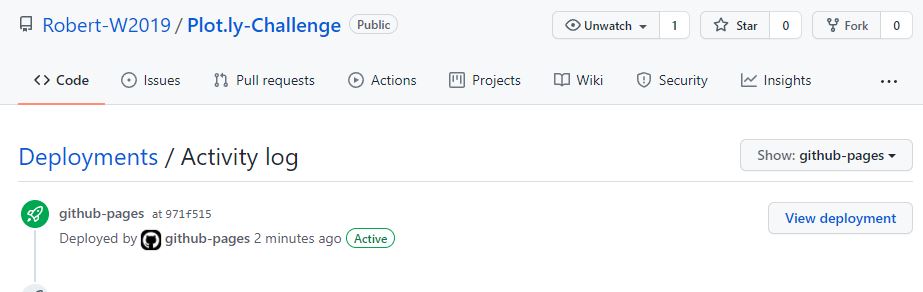 Robert-W2019 / Plot.ly-Challenge Public Unwatch 1 Star 0 Fork 0
Code Issues Pull requests Actions Projects Wiki Security Insights ...
Deployments / Activity log Show: github-pages
github-pages at 971f515 View deployment
Deployed by github-pages 2 minutes ago Active